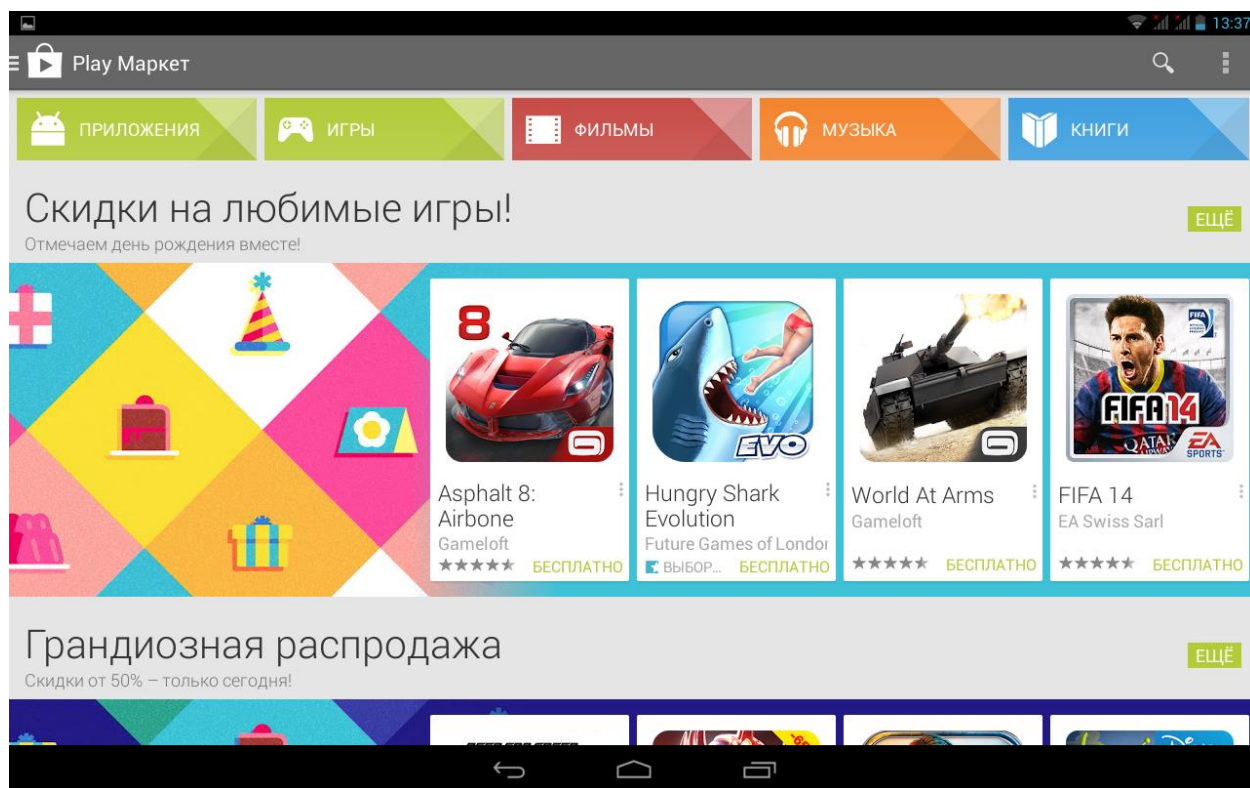 13:37
Play Маркет
ПРИЛОЖЕНИЯ
ИГРЫ
ФИЛЬМЫ
МУЗЫКА
КНИГИ
Скидки на любимые игры!
ЕЩЁ
Отмечаем день рождения вместе!
8
EVO
FIFA
FIFA 14
QATAR
AIRWAYS
EA
SPORTS
Asphalt 8:
Airbone
Gameloft
БЕСПЛАТНО
Hungry Shark
Evolution
Future Games of London
ВЫБОР...
БЕСПЛАТНО
World At Arms
Gameloft
БЕСПЛАТНО
FIFA 14
EA Swiss Sarl
БЕСПЛАТНО
Грандиозная распродажа
ЕЩЁ
Скидки от 50% – только сегодня!